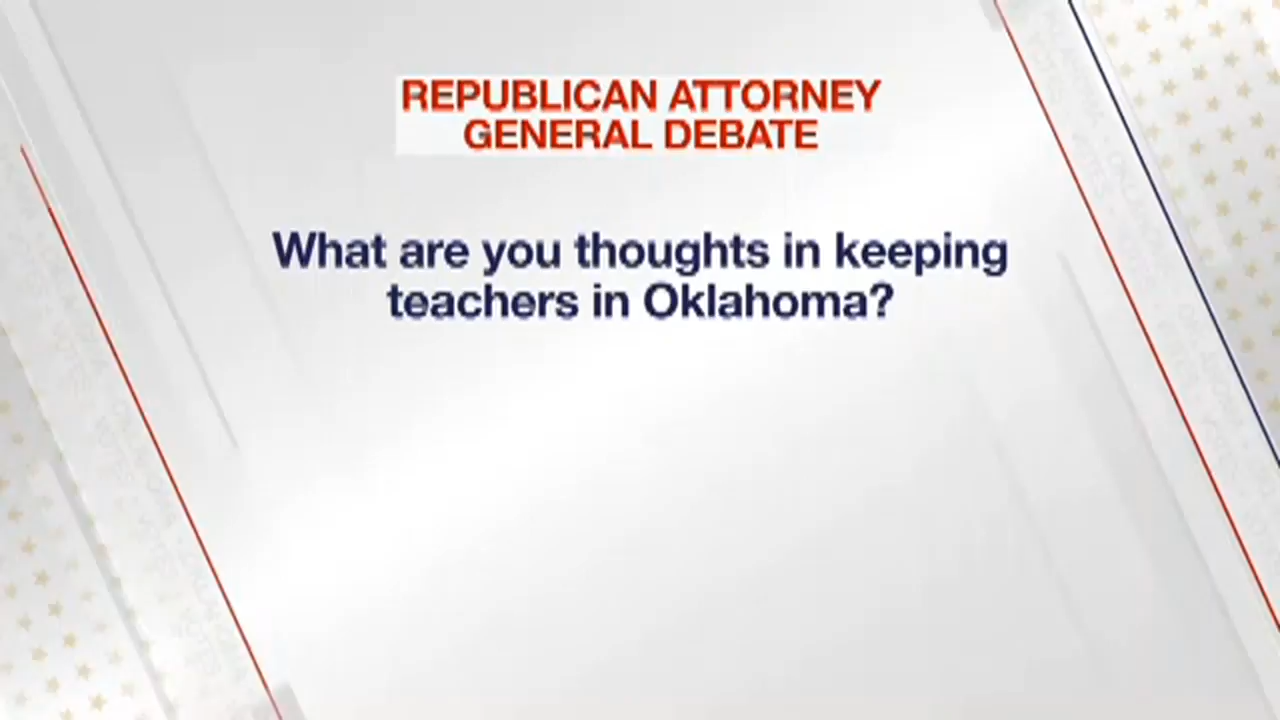 REPUBLICAN ATTORNEY
GENERAL DEBATE
What are you thoughts in keeping
teachers in Oklahoma?